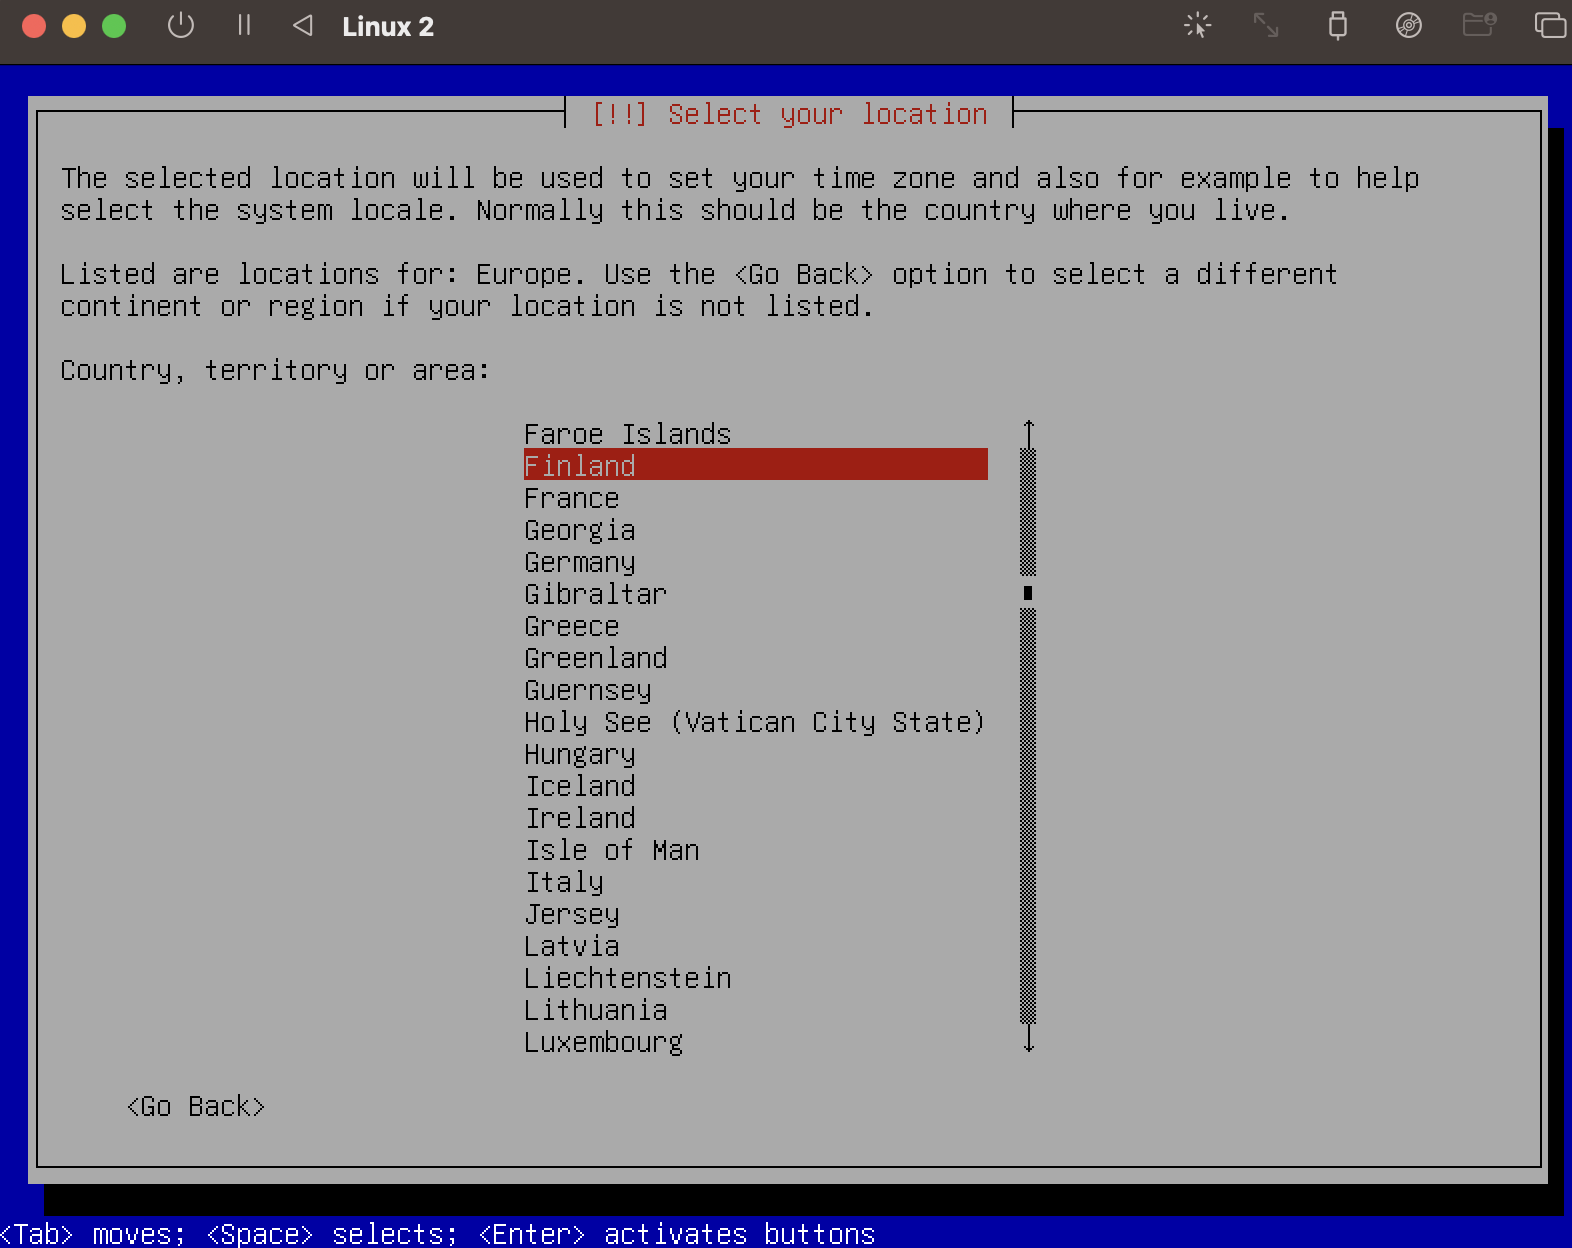 Linux 2
[!!] Select your location
The selected location will be used to set your time zone and also for example to help
select the system locale. Normally this should be the country where you live.
Listed are locations for: Europe. Use the <Go Back> option to select a different
continent or region if your location is not listed.
Country, territory or area:
Faroe Islands
Finland
France
Georgia
Germany
Gibraltar
Greece
Greenland
Guernsey
Holy See (Vatican City State)
Hungary
Iceland
Ireland
Isle of Man
Italy
Jersey
Latvia
Liechtenstein
Lithuania
Luxembourg
<Go Back>
<Tab> moves; <Space> selects; <Enter> activates buttons